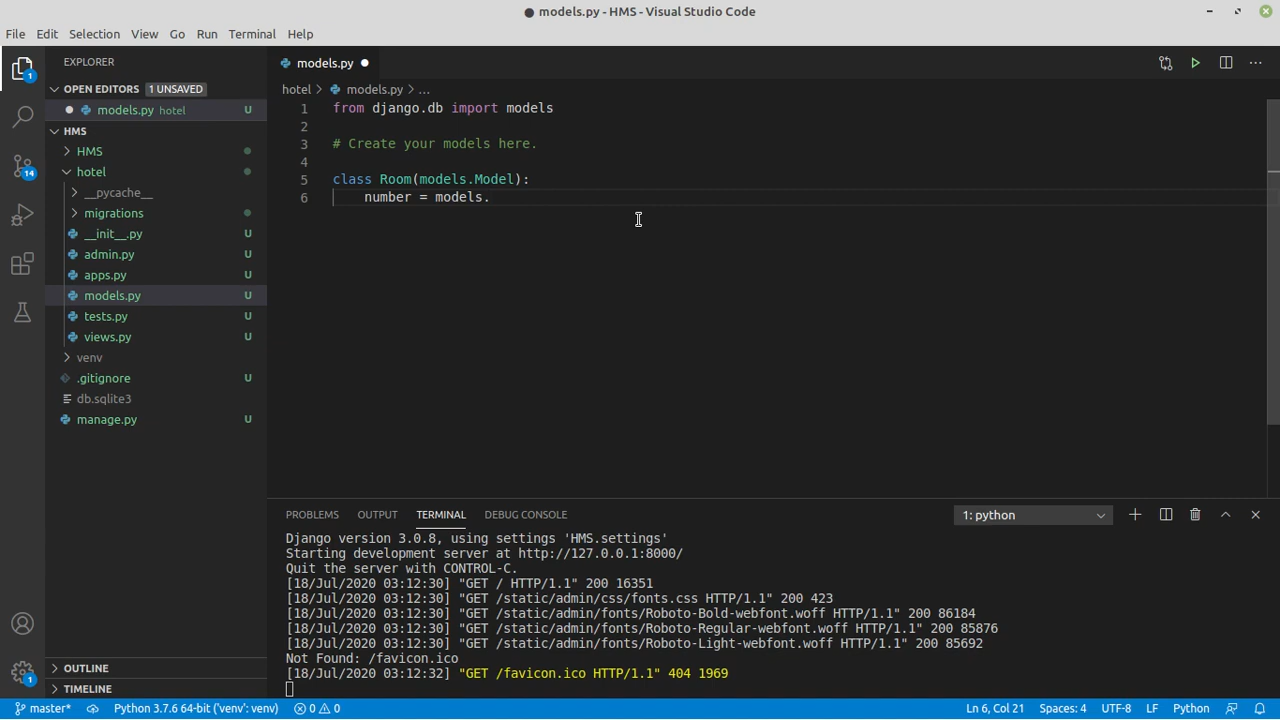 models.py - HMS - Visual Studio Code
File Edit Selection View Go Run Terminal Help
EXPLORER
OPEN EDITORS 1 UNSAVED
models.py hotel U
HMS
HMS
hotel
__pycache__
migrations
__init__.py U
admin.py U
apps.py U
models.py U
tests.py U
views.py U
venv
.gitignore U
db.sqlite3
manage.py U
OUTLINE
TIMELINE
1
14
1
models.py
hotel > models.py > ...
1 from django.db import models
2
3 # Create your models here.
4
5 class Room(models.Model):
6 number = models.
PROBLEMS OUTPUT TERMINAL DEBUG CONSOLE 1: python
Django version 3.0.8, using settings 'HMS.settings'
Starting development server at http://127.0.0.1:8000/
Quit the server with CONTROL-C.
[18/Jul/2020 03:12:30] "GET / HTTP/1.1" 200 16351
[18/Jul/2020 03:12:30] "GET /static/admin/css/fonts.css HTTP/1.1" 200 423
[18/Jul/2020 03:12:30] "GET /static/admin/fonts/Roboto-Bold-webfont.woff HTTP/1.1" 200 86184
[18/Jul/2020 03:12:30] "GET /static/admin/fonts/Roboto-Regular-webfont.woff HTTP/1.1" 200 85876
[18/Jul/2020 03:12:30] "GET /static/admin/fonts/Roboto-Light-webfont.woff HTTP/1.1" 200 85692
Not Found: /favicon.ico
[18/Jul/2020 03:12:32] "GET /favicon.ico HTTP/1.1" 404 1969
master* Python 3.7.6 64-bit ('venv': venv) 0 0 Ln 6, Col 21 Spaces: 4 UTF-8 LF Python